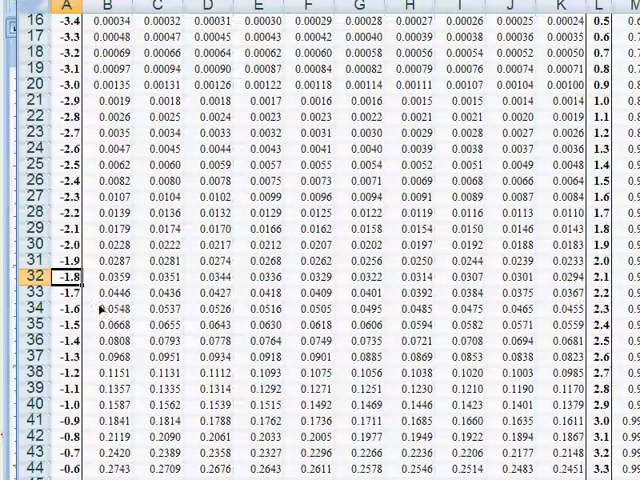 A B C D E F G H I J K L M
16 -3.4 0.00034 0.00032 0.00031 0.00030 0.00029 0.00028 0.00027 0.00026 0.00025 0.00024 0.5
17 -3.3 0.00048 0.00047 0.00045 0.00043 0.00042 0.00040 0.00039 0.00038 0.00036 0.00035 0.6
18 -3.2 0.00069 0.00066 0.00064 0.00062 0.00060 0.00058 0.00056 0.00054 0.00052 0.00050 0.7
19 -3.1 0.00097 0.00094 0.00090 0.00087 0.00084 0.00082 0.00079 0.00076 0.00074 0.00071 0.8
20 -3.0 0.00135 0.00131 0.00126 0.00122 0.00118 0.00114 0.00111 0.00107 0.00104 0.00100 0.9
21 -2.9 0.0019 0.0018 0.0018 0.0017 0.0016 0.0016 0.0015 0.0015 0.0014 0.0014 1.0
22 -2.8 0.0026 0.0025 0.0024 0.0023 0.0023 0.0022 0.0021 0.0021 0.0020 0.0019 1.1
23 -2.7 0.0035 0.0034 0.0033 0.0032 0.0031 0.0030 0.0029 0.0028 0.0027 0.0026 1.2
24 -2.6 0.0047 0.0045 0.0044 0.0043 0.0041 0.0040 0.0039 0.0038 0.0037 0.0036 1.3
25 -2.5 0.0062 0.0060 0.0059 0.0057 0.0055 0.0054 0.0052 0.0051 0.0049 0.0048 1.4
26 -2.4 0.0082 0.0080 0.0078 0.0075 0.0073 0.0071 0.0069 0.0068 0.0066 0.0064 1.5
27 -2.3 0.0107 0.0104 0.0102 0.0099 0.0096 0.0094 0.0091 0.0089 0.0087 0.0084 1.6
28 -2.2 0.0139 0.0136 0.0132 0.0129 0.0125 0.0122 0.0119 0.0116 0.0113 0.0110 1.7
29 -2.1 0.0179 0.0174 0.0170 0.0166 0.0162 0.0158 0.0154 0.0150 0.0146 0.0143 1.8
30 -2.0 0.0228 0.0222 0.0217 0.0212 0.0207 0.0202 0.0197 0.0192 0.0188 0.0183 1.9
31 -1.9 0.0287 0.0281 0.0274 0.0268 0.0262 0.0256 0.0250 0.0244 0.0239 0.0233 2.0
32 -1.8 0.0359 0.0351 0.0344 0.0336 0.0329 0.0322 0.0314 0.0307 0.0301 0.0294 2.1
33 -1.7 0.0446 0.0436 0.0427 0.0418 0.0409 0.0401 0.0392 0.0384 0.0375 0.0367 2.2
34 -1.6 0.0548 0.0537 0.0526 0.0516 0.0505 0.0495 0.0485 0.0475 0.0465 0.0455 2.3
35 -1.5 0.0668 0.0655 0.0643 0.0630 0.0618 0.0606 0.0594 0.0582 0.0571 0.0559 2.4
36 -1.4 0.0808 0.0793 0.0778 0.0764 0.0749 0.0735 0.0721 0.0708 0.0694 0.0681 2.5
37 -1.3 0.0968 0.0951 0.0934 0.0918 0.0901 0.0885 0.0869 0.0853 0.0838 0.0823 2.6
38 -1.2 0.1151 0.1131 0.1112 0.1093 0.1075 0.1056 0.1038 0.1020 0.1003 0.0985 2.7
39 -1.1 0.1357 0.1335 0.1314 0.1292 0.1271 0.1251 0.1230 0.1210 0.1190 0.1170 2.8
40 -1.0 0.1587 0.1562 0.1539 0.1515 0.1492 0.1469 0.1446 0.1423 0.1401 0.1379 2.9
41 -0.9 0.1841 0.1814 0.1788 0.1762 0.1736 0.1711 0.1685 0.1660 0.1635 0.1611 3.0
42 -0.8 0.2119 0.2090 0.2061 0.2033 0.2005 0.1977 0.1949 0.1922 0.1894 0.1867 3.1
43 -0.7 0.2420 0.2389 0.2358 0.2327 0.2296 0.2266 0.2236 0.2206 0.2177 0.2148 3.2
44 -0.6 0.2743 0.2709 0.2676 0.2643 0.2611 0.2578 0.2546 0.2514 0.2483 0.2451 3.3